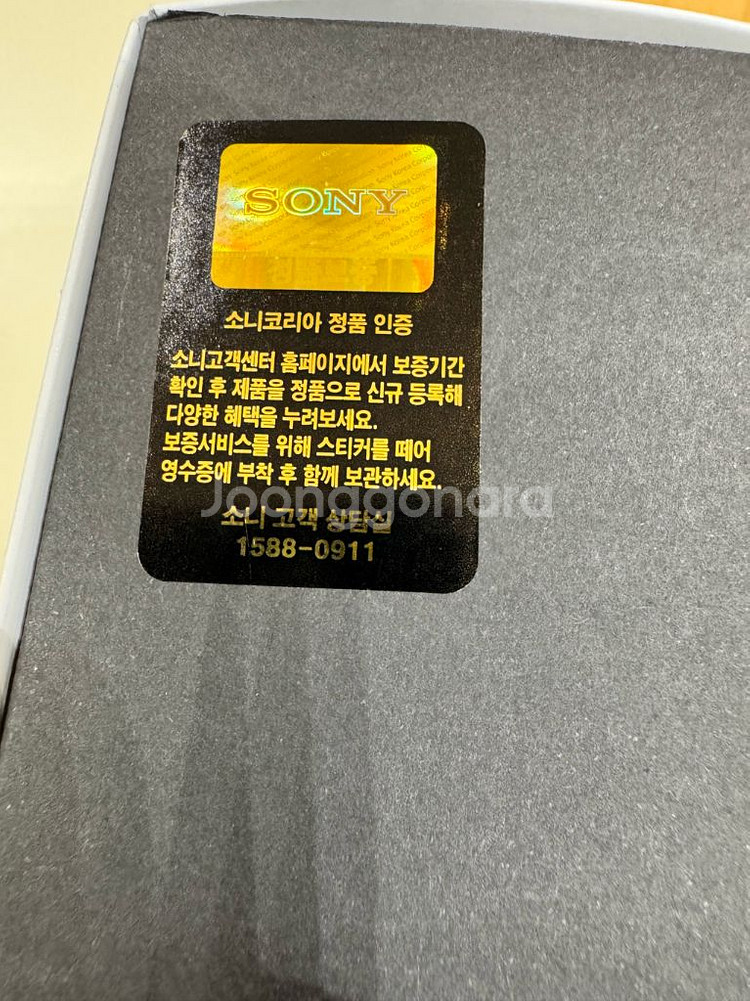 SONY
소니코리아 정품 인증
소니고객센터 홈페이지에서 보증기간
확인 후 제품을 정품으로 신규 등록해
다양한 혜택을 누려보세요.
보증서비스를 위해 스티커를 떼어
영수증에 부착 후 함께 보관하세요.
Joonggonara
소니 고객 상담실
1588-0911